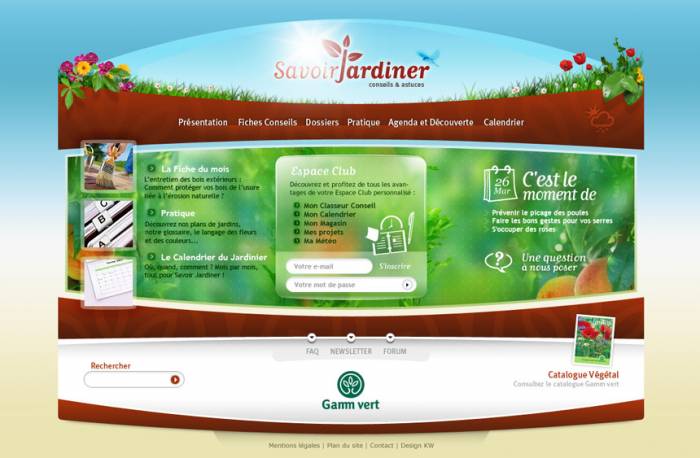 SavoirJardiner
conseils & astuces
Présentation Fiches Conseils Dossiers Pratique Agenda et Découverte Calendrier
La Fiche du mois
L'entretien des bois extérieurs :
Comment protéger vos bois de l'usure
liée à l'érosion naturelle ?
Pratique
Découvrez nos plans de jardins,
notre glossaire, le langage des fleurs
et des couleurs...
Le Calendrier du Jardinier
Où, quand, comment ? Mois par mois,
tout pour Savoir Jardiner !
Espace Club
Découvrez et profitez de tous les avan-
tages de votre Espace Club personnalisé :
Mon Classeur Conseil
Mon Calendrier
Mon Magasin
Mes projets
Ma Météo
Votre e-mail S'inscrire
Votre mot de passe
26
Mar
C'est le
moment de
Prévenir le picage des poules
Faire les bons gestes pour vos serres
S'occuper des roses
Une question
à nous poser
FAQ NEWSLETTER FORUM
Rechercher
Gamm vert
Catalogue Végétal
Consultez le catalogue Gamm vert
Mentions légales | Plan du site | Contact | Design KW